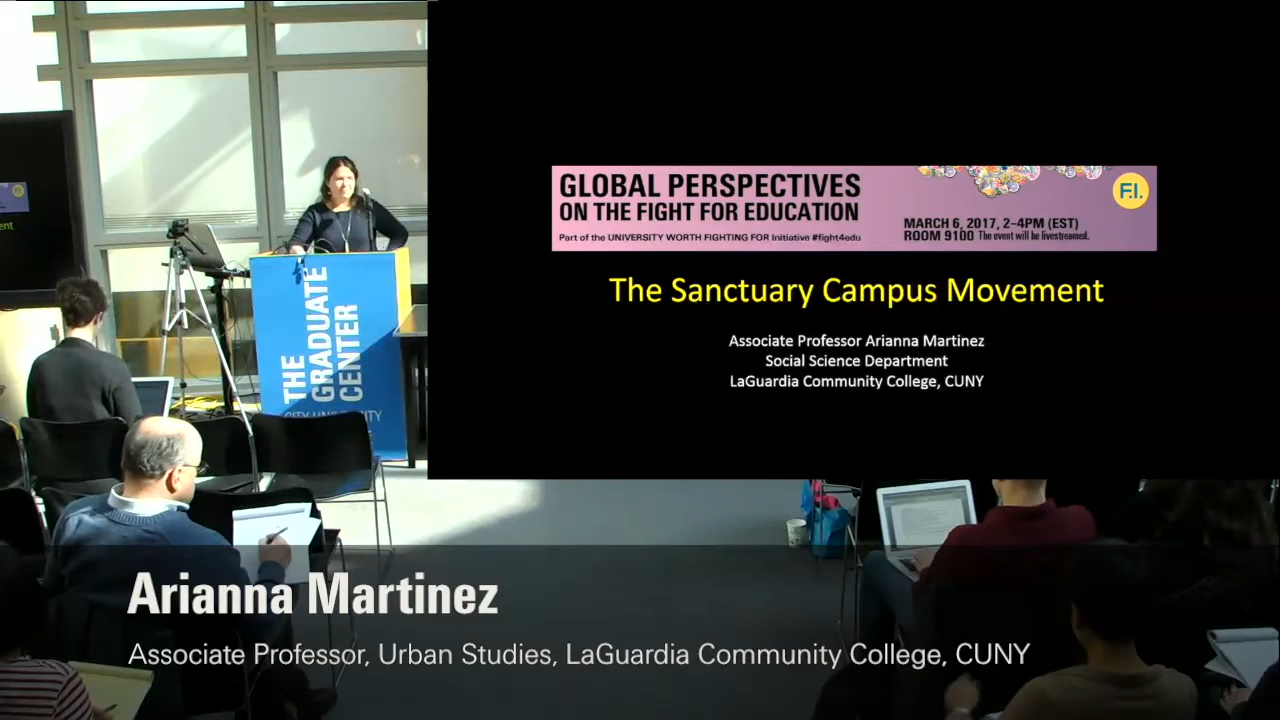 GLOBAL PERSPECTIVES
ON THE FIGHT FOR EDUCATION
Part of the UNIVERSITY WORTH FIGHTING FOR Initiative #fight4edu
MARCH 6, 2017, 2–4PM (EST)
ROOM 9100 The event will be livestreamed.
F.I.
The Sanctuary Campus Movement
Associate Professor Arianna Martinez
Social Science Department
LaGuardia Community College, CUNY
THE
GRADUATE
CENTER
CITY UNIVERSITY
Arianna Martinez
Associate Professor, Urban Studies, LaGuardia Community College, CUNY